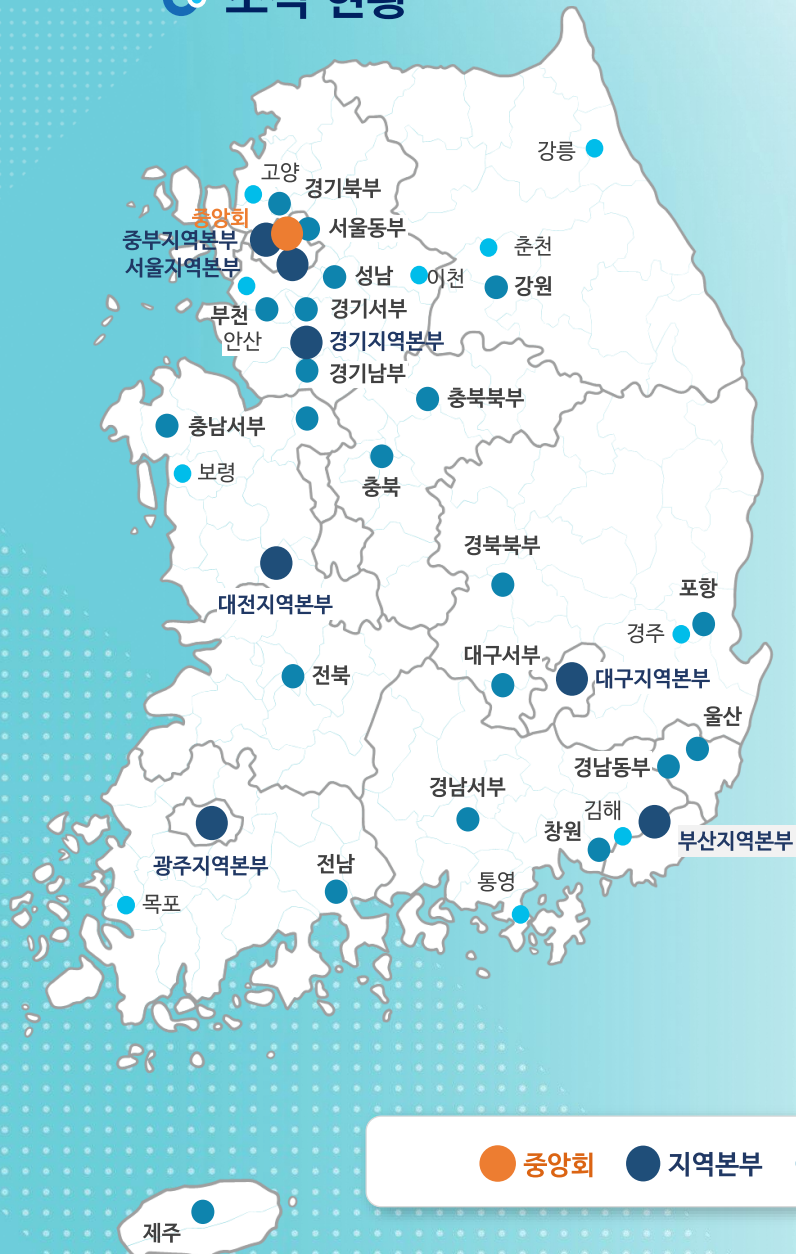 조직 현황
강릉
고양
경기북부
중앙회
서울동부
중부지역본부
춘천
서울지역본부
성남
이천
강원
부천
경기서부
안산
경기지역본부
경기남부
충북북부
충남서부
보령
충북
경북북부
포항
대전지역본부
경주
대구서부
전북
대구지역본부
울산
경남동부
경남서부
김해
창원
부산지역본부
광주지역본부
전남
통영
목포
중앙회
지역본부
제주